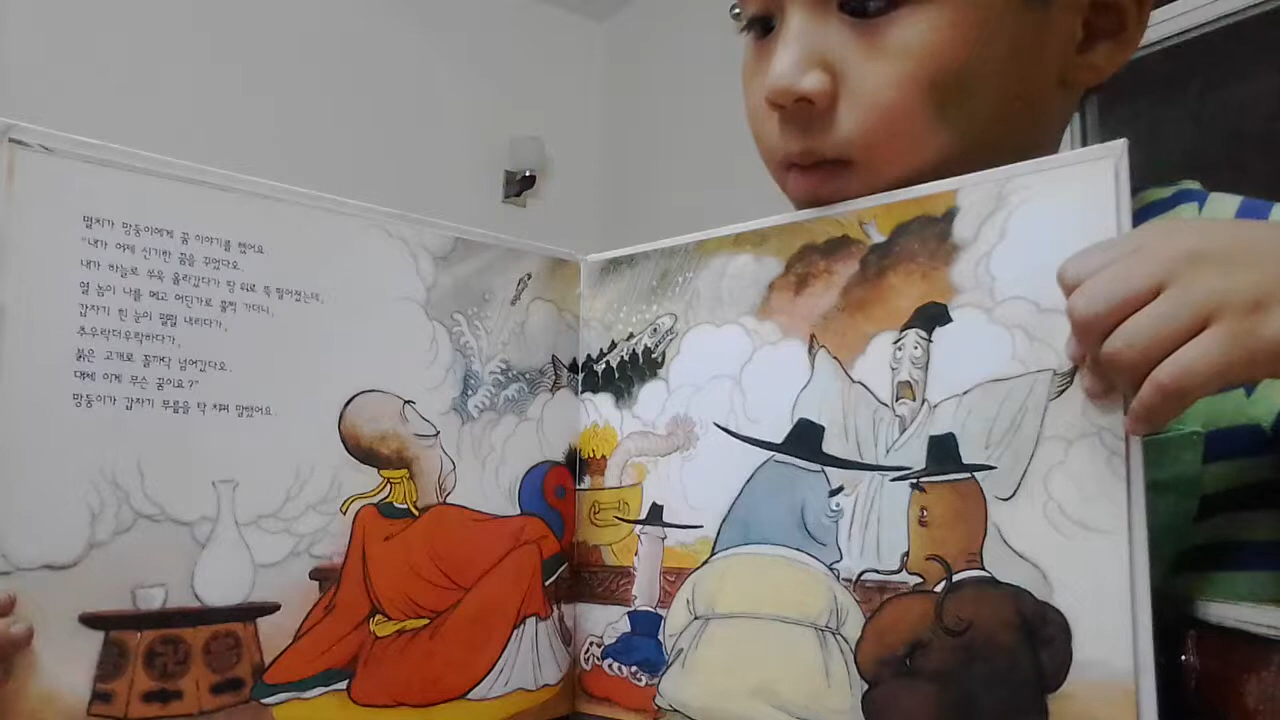 멸치가 망둥이에게 꿈 이야기를 했어요.
"내가 어제 신기한 꿈을 꾸었다오.
내가 하늘로 쑤욱 올라갔다가 땅 위로 뚝 떨어졌는데,
열 놈이 나를 메고 어딘가로 훌쩍 가더니,
갑자기 흰 눈이 펄펄 내리다가,
추우락더우락하다가,
붉은 고개로 꼴까닥 넘어갔다오.
대체 이게 무슨 꿈이요?"
망둥이가 갑자기 무릎을 탁 치며 말했어요.